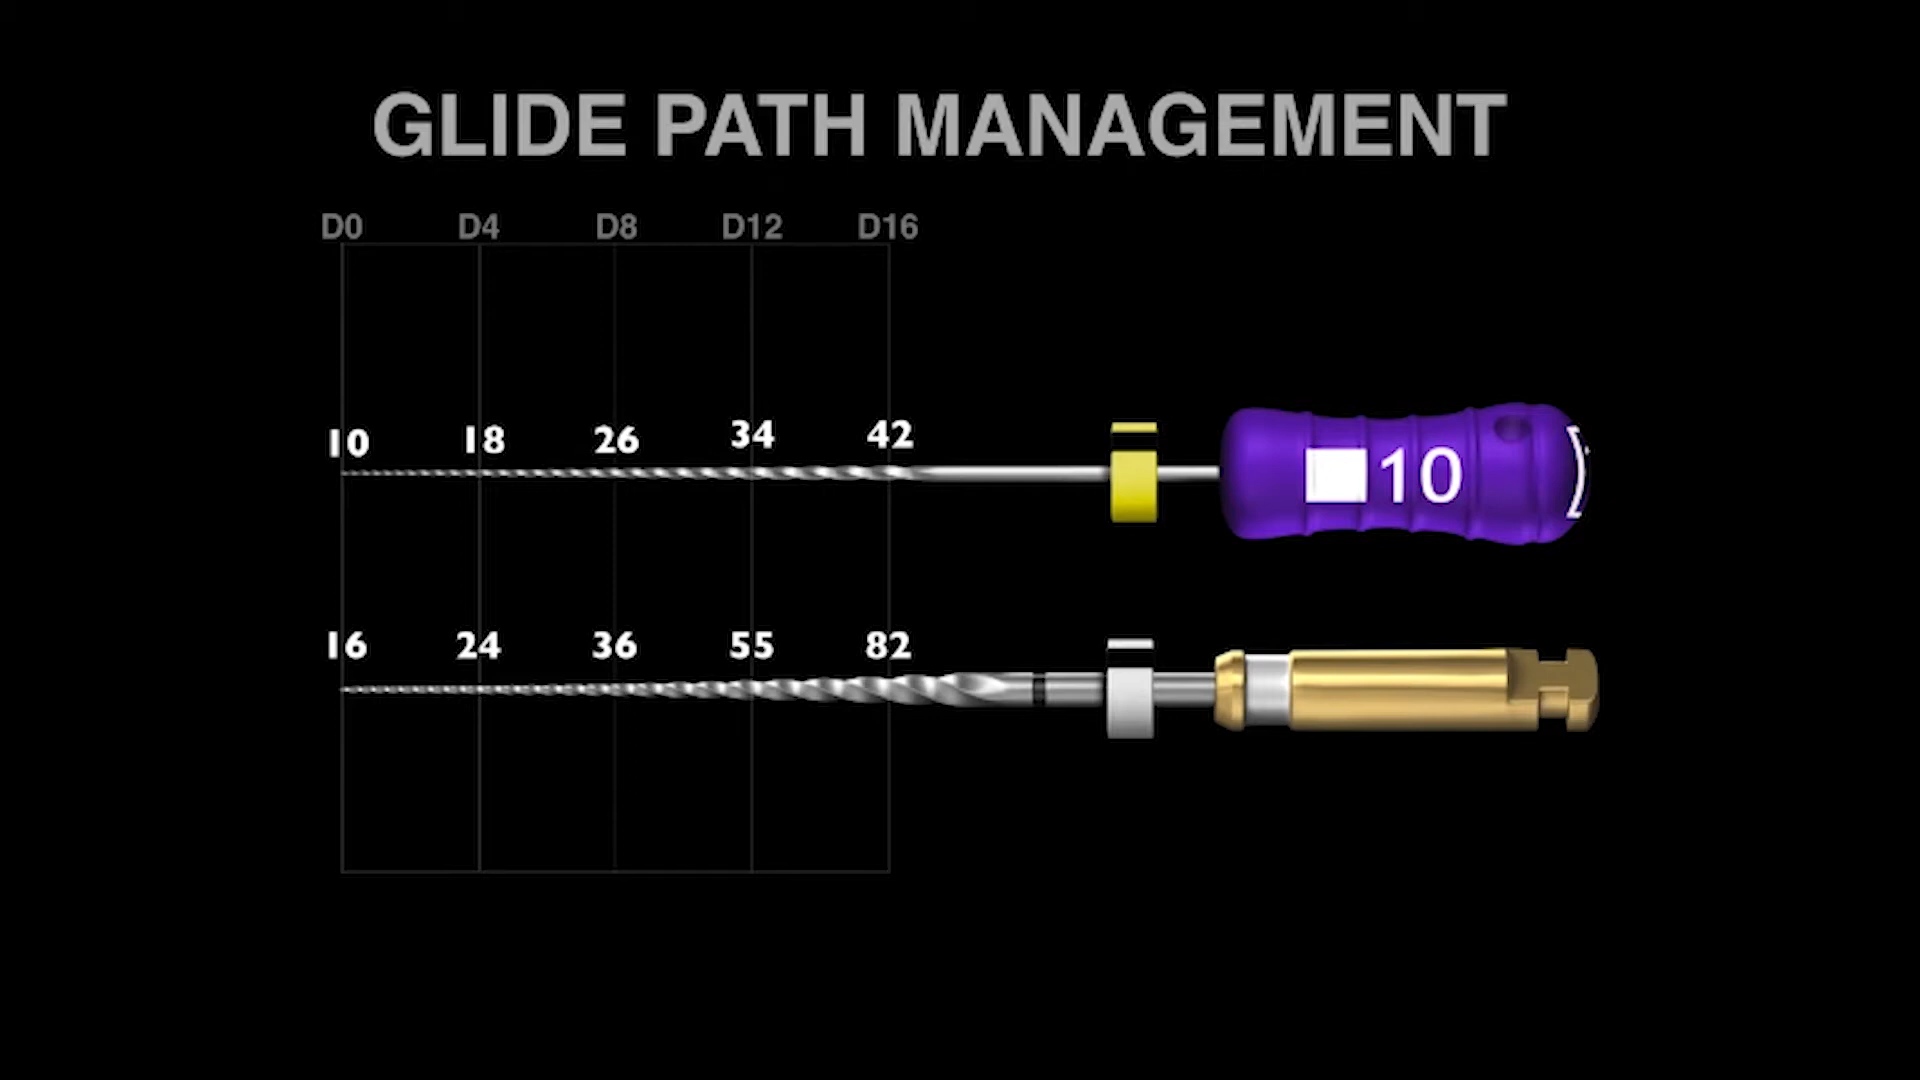 GLIDE PATH MANAGEMENT
D0 D4 D8 D12 D16
10 18 26 34 42
10
16 24 36 55 82